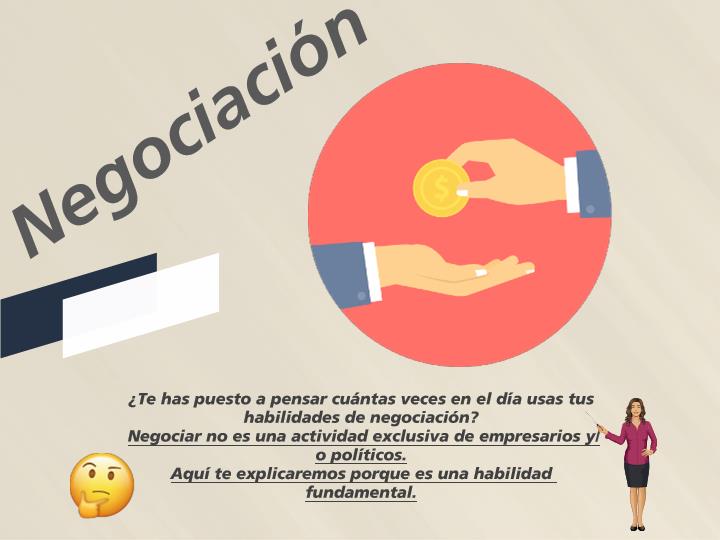 Negociación
$
¿Te has puesto a pensar cuántas veces en el día usas tus
habilidades de negociación?
Negociar no es una actividad exclusiva de empresarios y/
o políticos.
Aquí te explicaremos porque es una habilidad
fundamental.